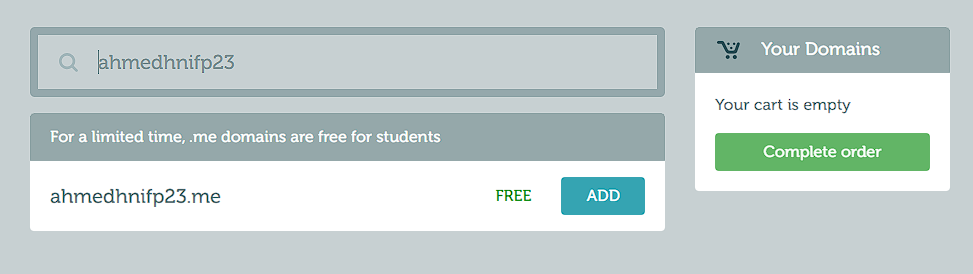 ahmedhnifp23
For a limited time, .me domains are free for students
ahmedhnifp23.me
FREE
ADD
Your Domains
Your cart is empty
Complete order